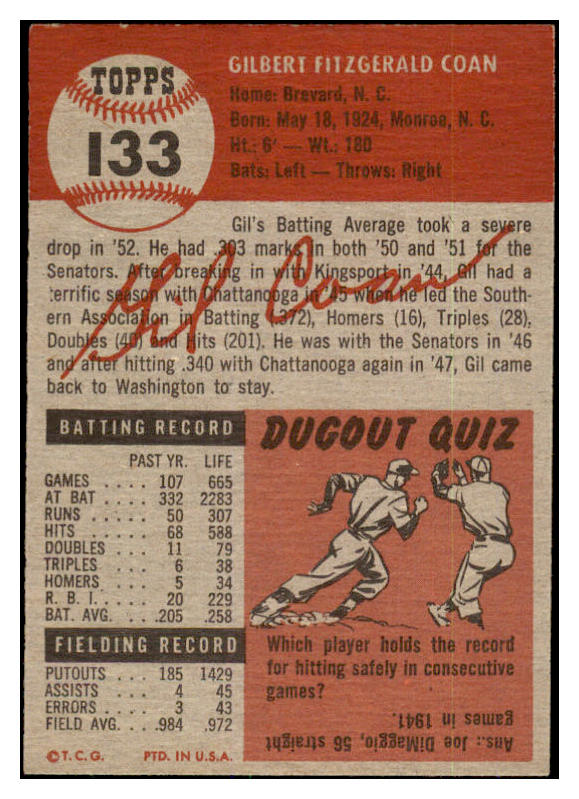 TOPPS
133
GILBERT FITZGERALD COAN
Home: Brevard, N. C.
Born: May 18, 1924, Monroe, N. C.
Ht.: 6' — Wt.: 180
Bats: Left — Throws: Right
Gil's Batting Average took a severe
drop in '52. He had .303 marks in both '50 and '51 for the
Senators. After breaking in with Kingsport in '44, Gil had a
terrific season with Chattanooga in '45 when he led the South-
ern Association in Batting (.372), Homers (16), Triples (28),
Doubles (40) and Hits (201). He was with the Senators in '46
and after hitting .340 with Chattanooga again in '47, Gil came
back to Washington to stay.
Gil Coan
BATTING RECORD
PAST YR. LIFE
GAMES . . . . 107 665
AT BAT . . . . 332 2283
RUNS . . . . . 50 307
HITS . . . . . . 68 588
DOUBLES . . . 11 79
TRIPLES . . . . 6 38
HOMERS . . . 5 34
R. B. I. . . . . . 20 229
BAT. AVG. . . .205 .258
FIELDING RECORD
PUTOUTS . . . 185 1429
ASSISTS . . . . 4 45
ERRORS . . . . 3 43
FIELD AVG. . . .984 .972
© T. C. G. PTD. IN U.S.A.
DUGOUT QUIZ
Which player holds the record
for hitting safely in consecutive
games?
Ans.: Joe DiMaggio, 56 straight
games in 1941.